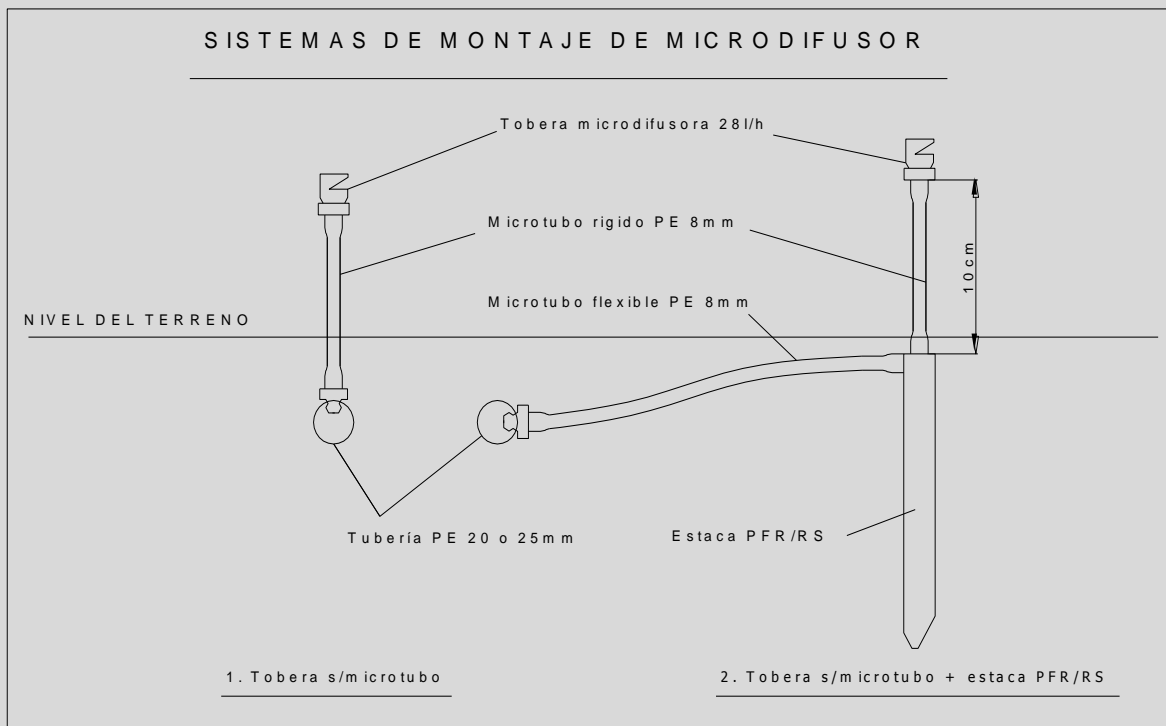 SISTEMAS DE MONTAJE DE MICRODIFUSOR
Tobera microdifusora 28l/h
Microtubo rigido PE 8mm
10cm
Microtubo flexible PE 8mm
NIVEL DEL TERRENO
Tubería PE 20 o 25mm
Estaca PFR/RS
1. Tobera s/microtubo
2. Tobera s/microtubo + estaca PFR/RS